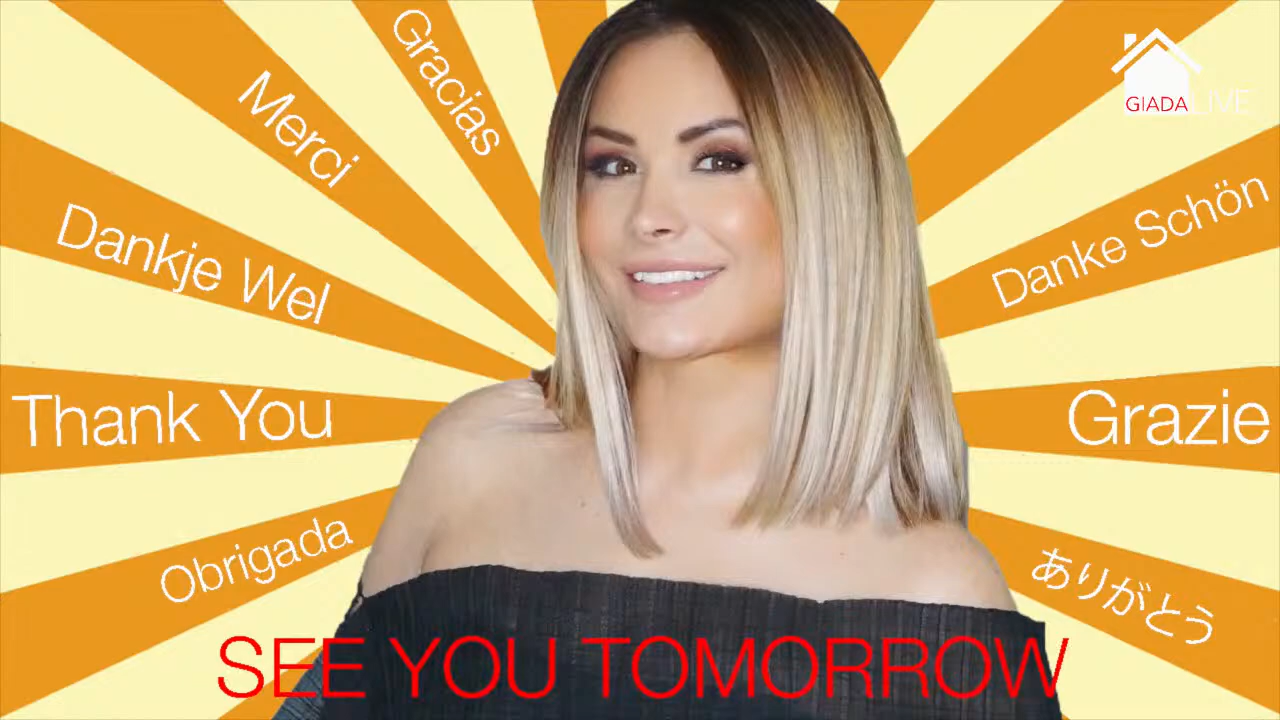 Gracias
GIADA LIVE
Merci
Dankje Wel
Danke Schön
Thank You
Grazie
Obrigada
ありがとう
SEE YOU TOMORROW